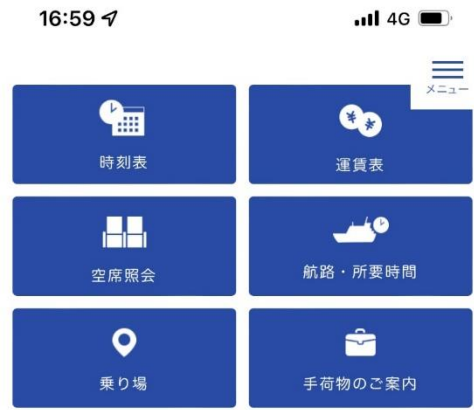 16:59
4G
メニュー
時刻表
運賃表
空席照会
航路・所要時間
乗り場
手荷物のご案内